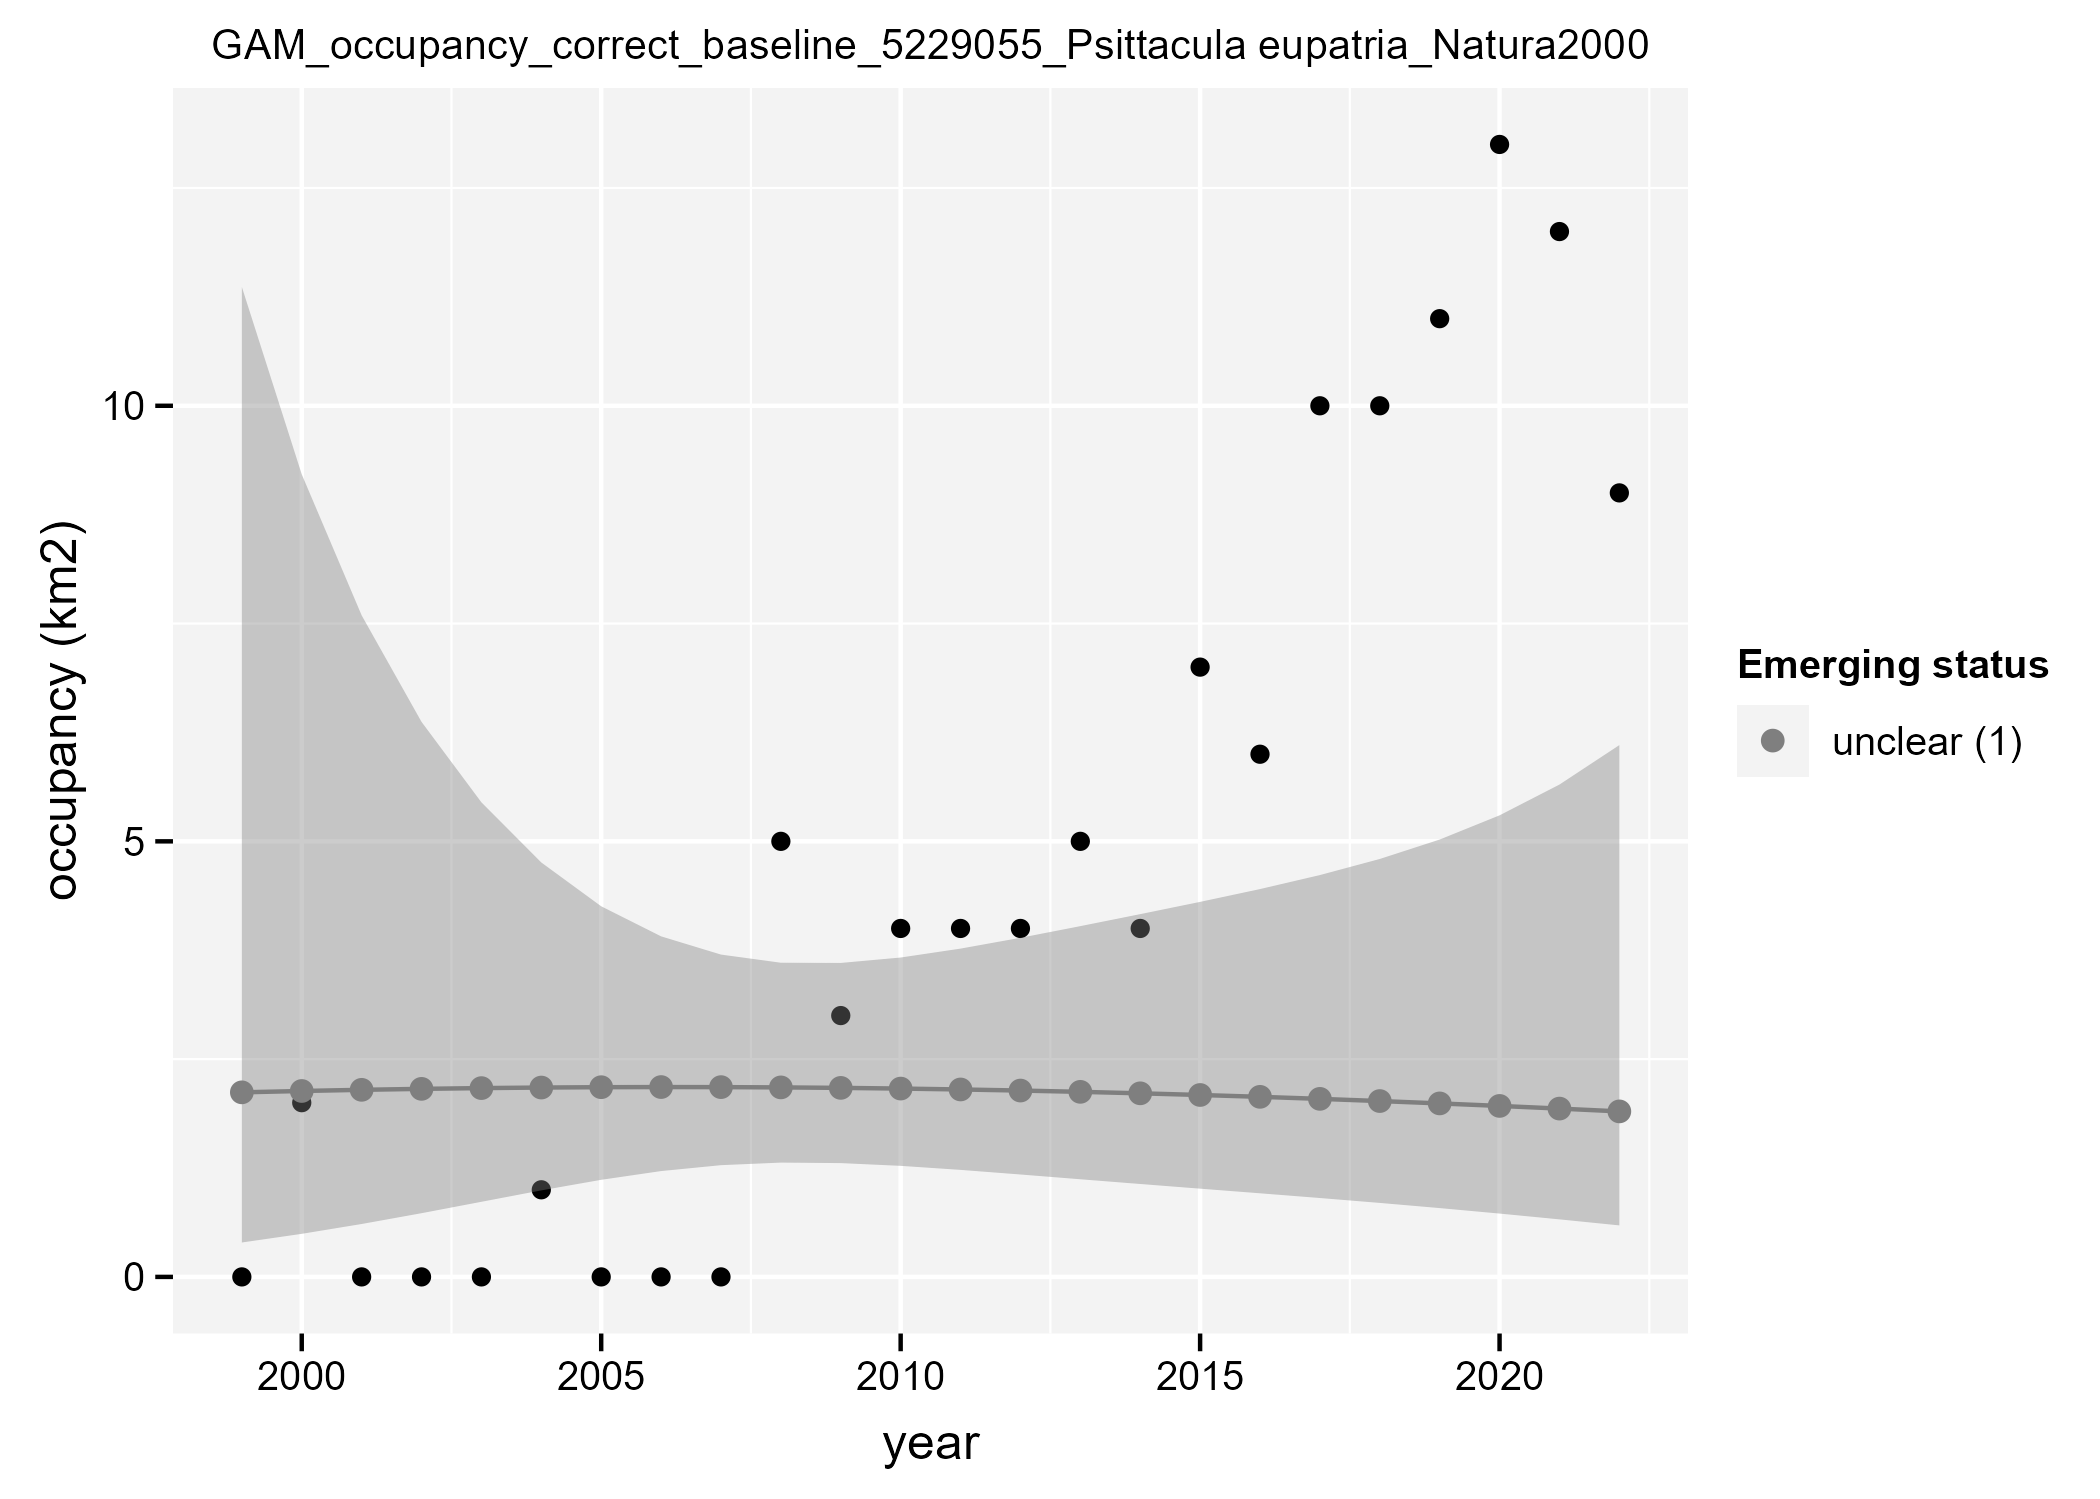 GAM_occupancy_correct_baseline_5229055_Psittacula eupatria_Natura2000
occupancy (km2)
10
5
0
2000 2005 2010 2015 2020
year
Emerging status
unclear (1)